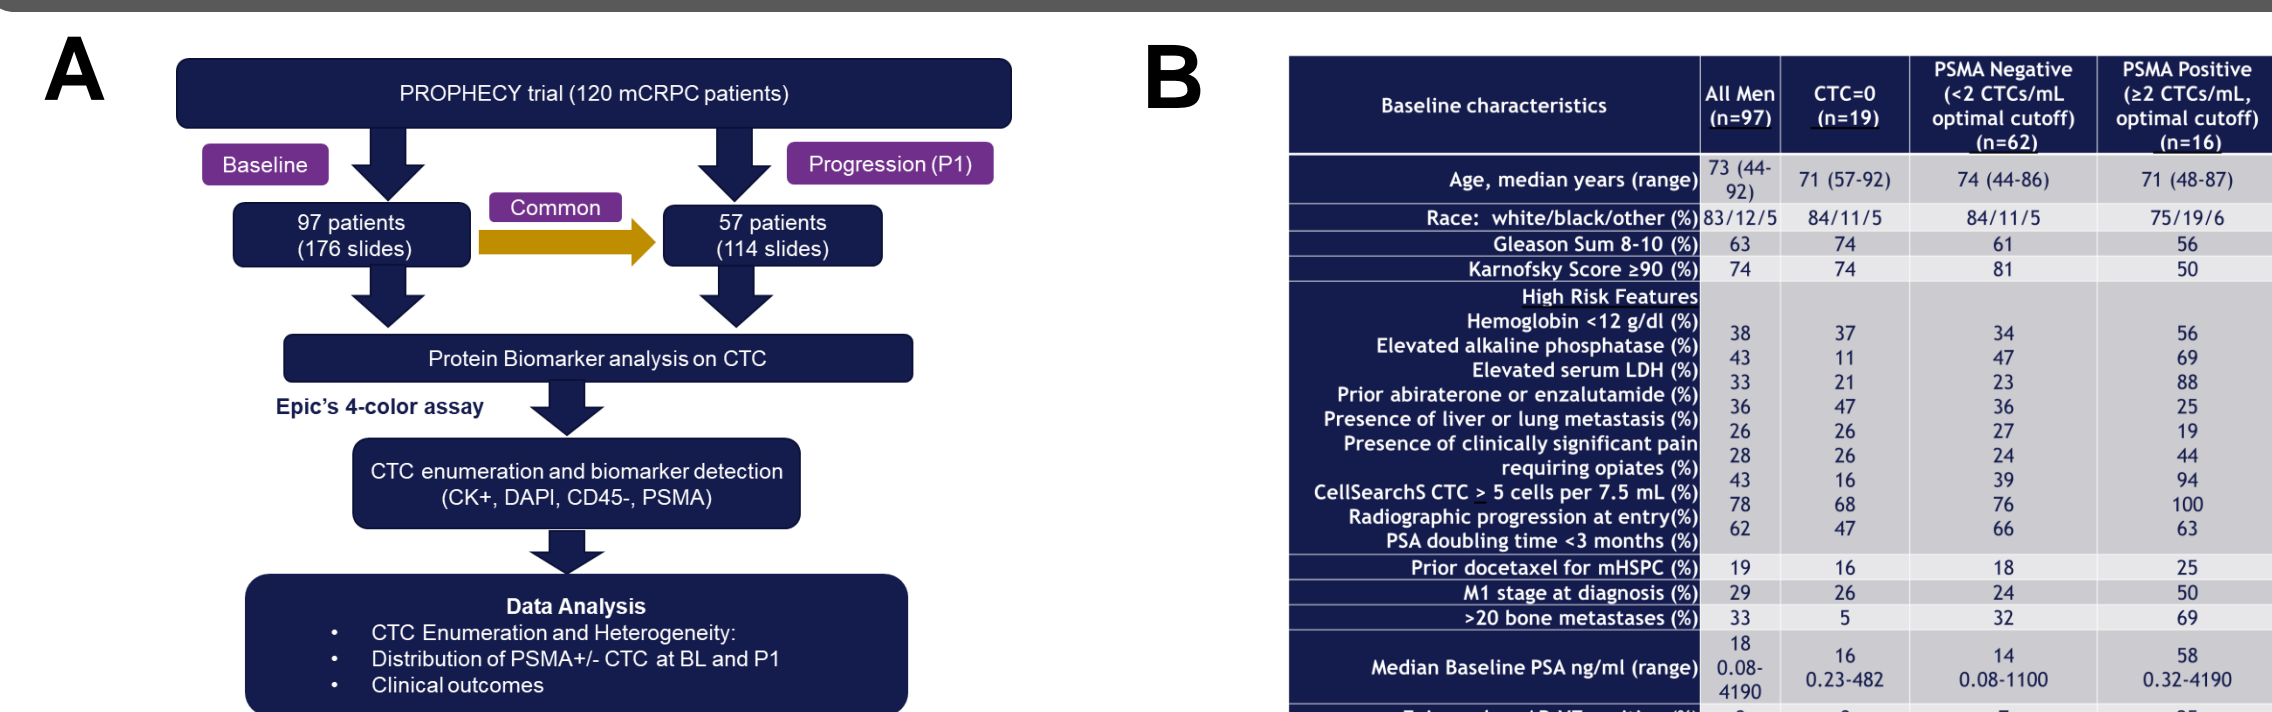 A
PROPHECY trial (120 mCRPC patients)
Baseline
Progression (P1)
97 patients
(176 slides)
Common
57 patients
(114 slides)
Protein Biomarker analysis on CTC
Epic's 4-color assay
CTC enumeration and biomarker detection
(CK+, DAPI, CD45-, PSMA)
Data Analysis
• CTC Enumeration and Heterogeneity:
• Distribution of PSMA+/- CTC at BL and P1
• Clinical outcomes
B
Baseline characteristics
All Men
(n=97)
CTC=0
(n=19)
PSMA Negative
(<2 CTCs/mL
optimal cutoff)
(n=62)
PSMA Positive
(≥2 CTCs/mL,
optimal cutoff)
(n=16)
Age, median years (range) 73 (44-92) 71 (57-92) 74 (44-86) 71 (48-87)
Race: white/black/other (%) 83/12/5 84/11/5 84/11/5 75/19/6
Gleason Sum 8-10 (%) 63 74 61 56
Karnofsky Score ≥90 (%) 74 74 81 50
High Risk Features
Hemoglobin <12 g/dl (%)
Elevated alkaline phosphatase (%)
Elevated serum LDH (%)
Prior abiraterone or enzalutamide (%)
Presence of liver or lung metastasis (%)
Presence of clinically significant pain
requiring opiates (%)
CellSearchS CTC > 5 cells per 7.5 mL (%)
Radiographic progression at entry(%)
PSA doubling time <3 months (%)
38 37 34 56
43 11 47 69
33 21 23 88
36 47 36 25
26 26 27 19
28 26 24 44
43 16 39 94
78 68 76 100
62 47 66 63
Prior docetaxel for mHSPC (%) 19 16 18 25
M1 stage at diagnosis (%) 29 26 24 50
>20 bone metastases (%) 33 5 32 69
Median Baseline PSA ng/ml (range)
18
0.08-
4190
16
0.23-482
14
0.08-1100
58
0.32-4190